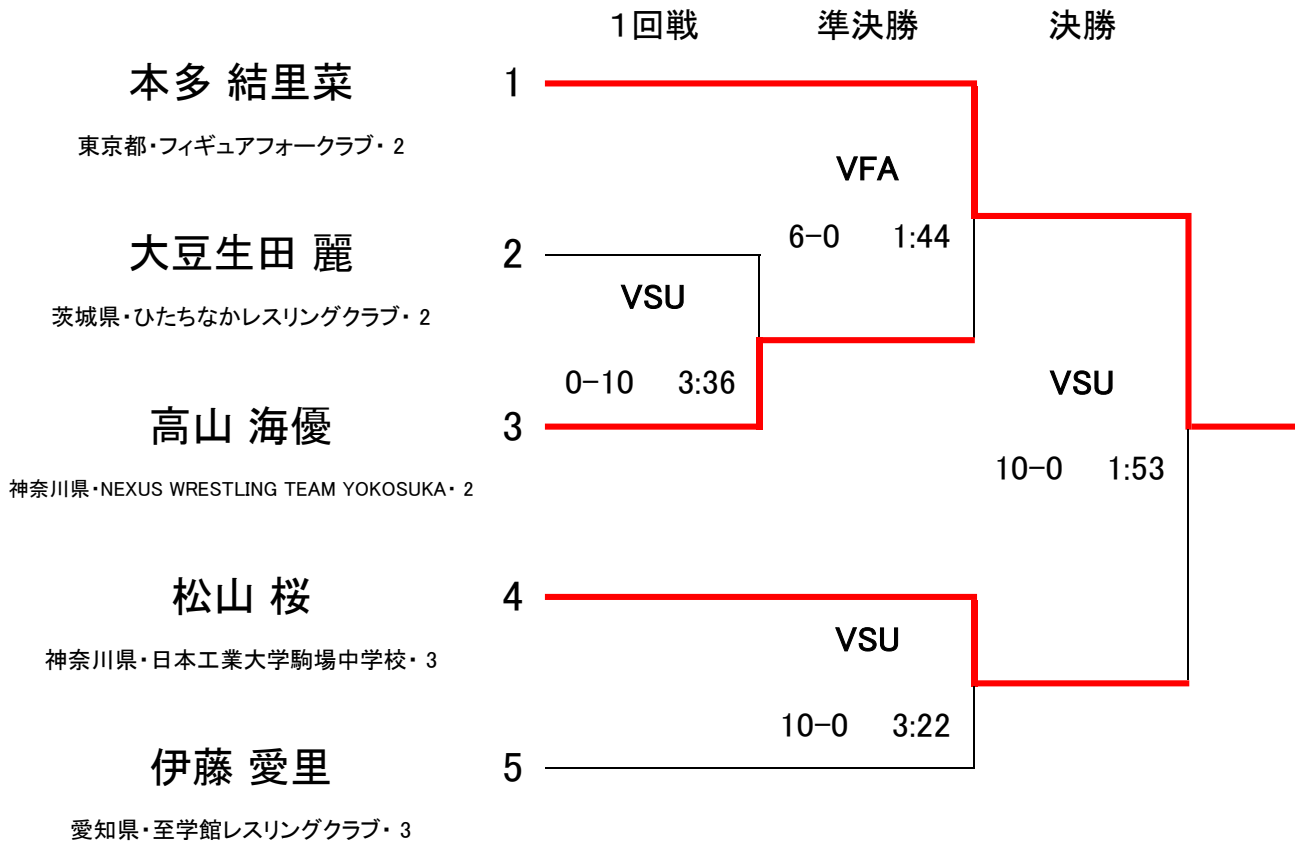 1回戦 準決勝 決勝
本多 結里菜 1
東京都・フィギュアフォークラブ・ 2
VFA
6-0 1:44
大豆生田 麗 2
茨城県・ひたちなかレスリングクラブ・ 2
VSU
0-10 3:36
高山 海優 3
神奈川県・NEXUS WRESTLING TEAM YOKOSUKA・ 2
VSU
10-0 1:53
松山 桜 4
神奈川県・日本工業大学駒場中学校・ 3
VSU
10-0 3:22
伊藤 愛里 5
愛知県・至学館レスリングクラブ・ 3